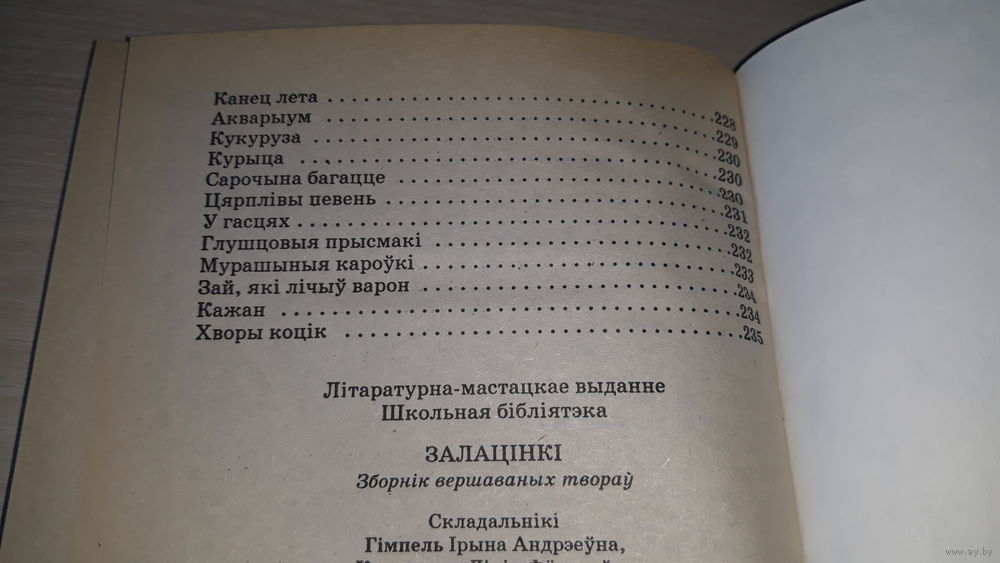 Канец лета . . . . . . . . . . . . . . . . . . . . . . . . . . . . . . 228
Акварыум . . . . . . . . . . . . . . . . . . . . . . . . . . . . . . 229
Кукуруза . . . . . . . . . . . . . . . . . . . . . . . . . . . . . . 230
Курыца . . . . . . . . . . . . . . . . . . . . . . . . . . . . . . 230
Сарочына багацце . . . . . . . . . . . . . . . . . . . . . . . . 230
Цярплівы певень . . . . . . . . . . . . . . . . . . . . . . . . 231
У гасцях . . . . . . . . . . . . . . . . . . . . . . . . . . . . . . 232
Глушцовыя прысмакі . . . . . . . . . . . . . . . . . . . . . . 232
Мурашыныя кароўкі . . . . . . . . . . . . . . . . . . . . . . 233
Зай, які лічыў варон . . . . . . . . . . . . . . . . . . . . . . 234
Кажан . . . . . . . . . . . . . . . . . . . . . . . . . . . . . . 234
Хворы коцік . . . . . . . . . . . . . . . . . . . . . . . . . . 235
Літаратурна-мастацкае выданне
Школьная бібліятэка
ЗАЛАЦІНКІ
Зборнік вершаваных твораў
Складальнікі
Гімпель Ірына Андрэеўна,
www.ay.by